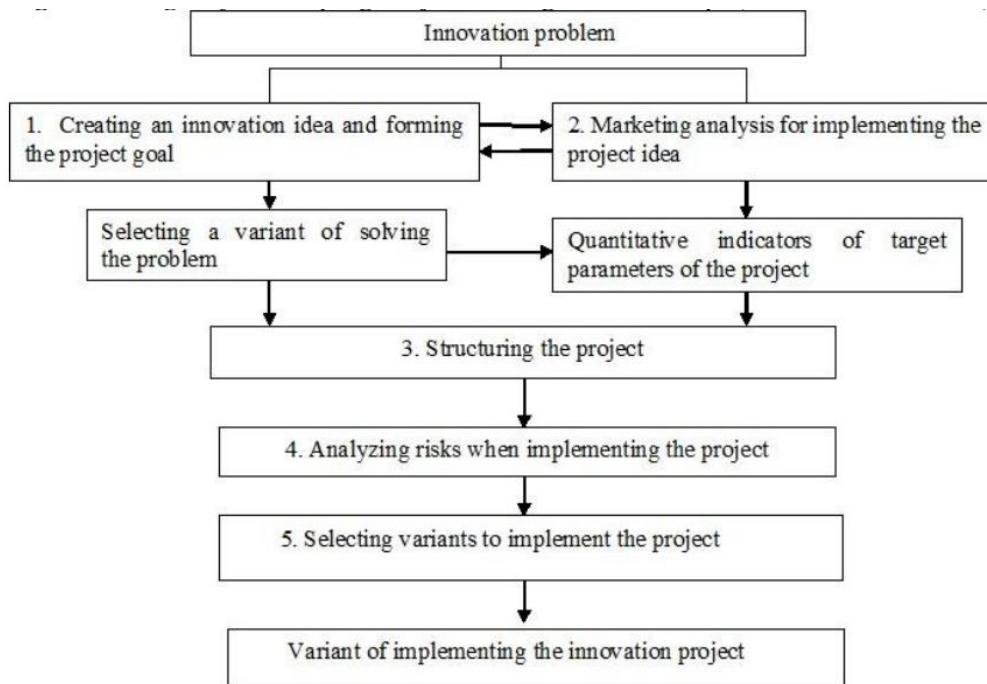 Innovation problem
1. Creating an innovation idea and forming
the project goal
2. Marketing analysis for implementing the
project idea
Selecting a variant of solving
the problem
Quantitative indicators of target
parameters of the project
3. Structuring the project
4. Analyzing risks when implementing the project
5. Selecting variants to implement the project
Variant of implementing the innovation project